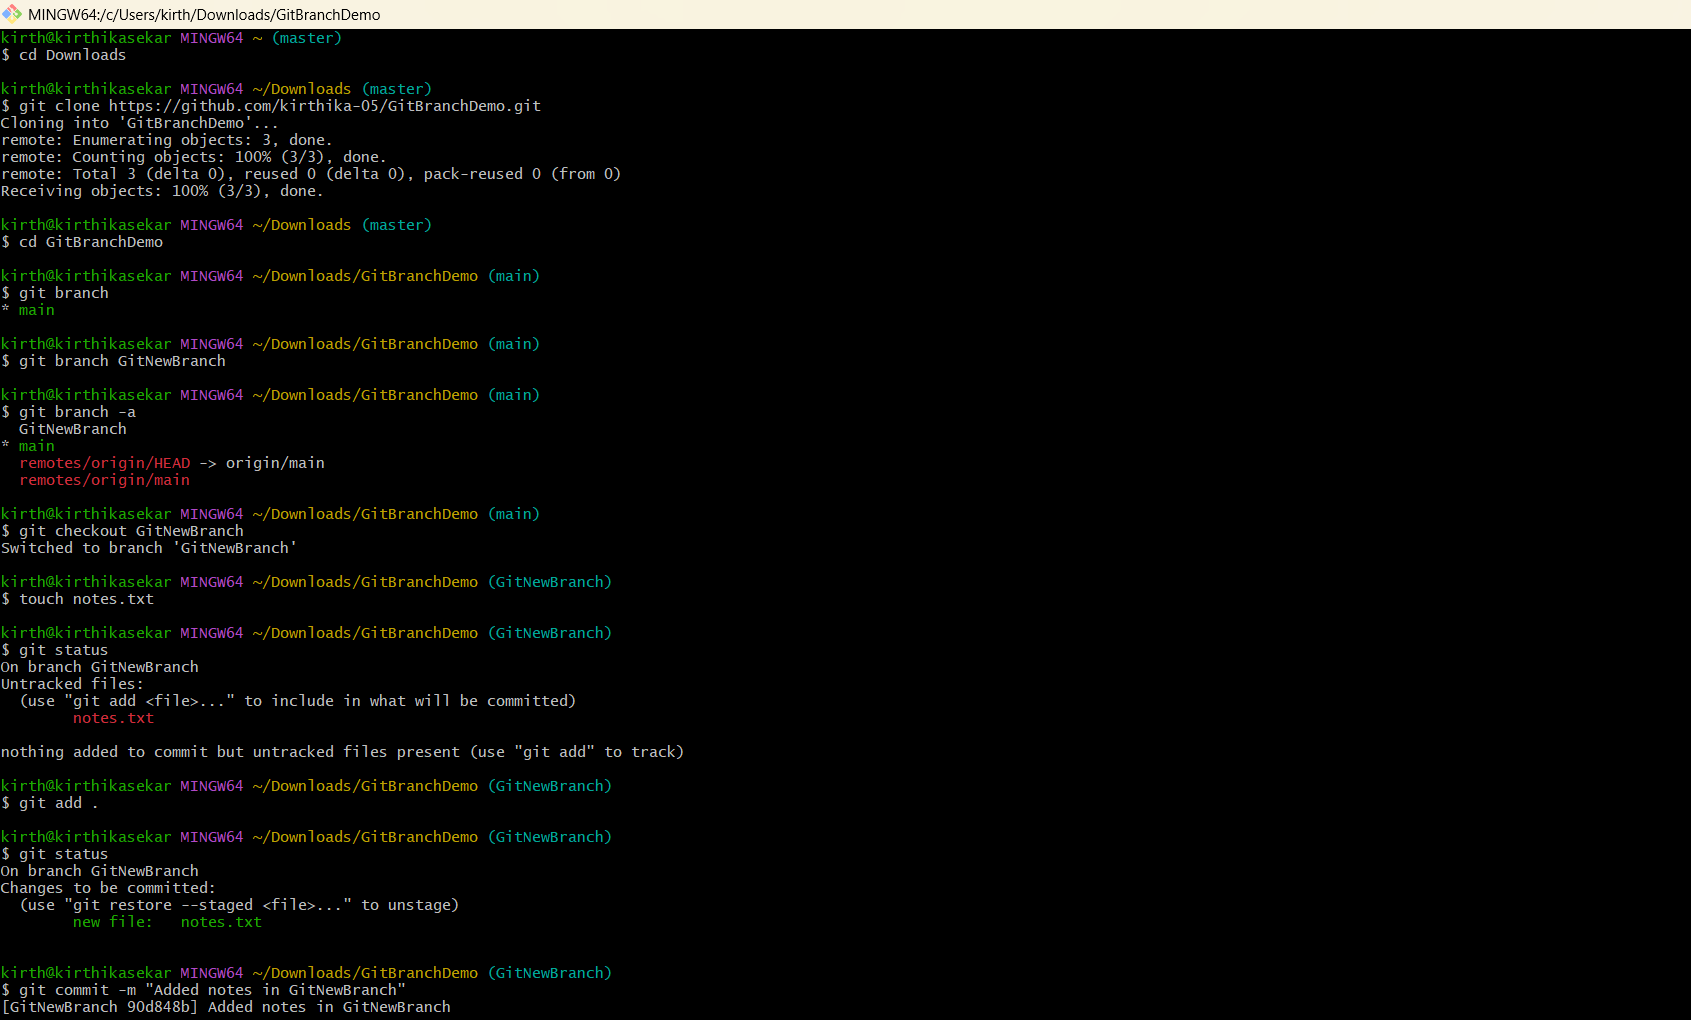 MINGW64:/c/Users/kirth/Downloads/GitBranchDemo
kirth@kirthikasekar MINGW64 ~ (master)
$ cd Downloads
kirth@kirthikasekar MINGW64 ~/Downloads (master)
$ git clone https://github.com/kirthika-05/GitBranchDemo.git
Cloning into 'GitBranchDemo'...
remote: Enumerating objects: 3, done.
remote: Counting objects: 100% (3/3), done.
remote: Total 3 (delta 0), reused 0 (delta 0), pack-reused 0 (from 0)
Receiving objects: 100% (3/3), done.
kirth@kirthikasekar MINGW64 ~/Downloads (master)
$ cd GitBranchDemo
kirth@kirthikasekar MINGW64 ~/Downloads/GitBranchDemo (main)
$ git branch
* main
kirth@kirthikasekar MINGW64 ~/Downloads/GitBranchDemo (main)
$ git branch GitNewBranch
kirth@kirthikasekar MINGW64 ~/Downloads/GitBranchDemo (main)
$ git branch -a
  GitNewBranch
* main
  remotes/origin/HEAD -> origin/main
  remotes/origin/main
kirth@kirthikasekar MINGW64 ~/Downloads/GitBranchDemo (main)
$ git checkout GitNewBranch
Switched to branch 'GitNewBranch'
kirth@kirthikasekar MINGW64 ~/Downloads/GitBranchDemo (GitNewBranch)
$ touch notes.txt
kirth@kirthikasekar MINGW64 ~/Downloads/GitBranchDemo (GitNewBranch)
$ git status
On branch GitNewBranch
Untracked files:
  (use "git add <file>..." to include in what will be committed)
        notes.txt
nothing added to commit but untracked files present (use "git add" to track)
kirth@kirthikasekar MINGW64 ~/Downloads/GitBranchDemo (GitNewBranch)
$ git add .
kirth@kirthikasekar MINGW64 ~/Downloads/GitBranchDemo (GitNewBranch)
$ git status
On branch GitNewBranch
Changes to be committed:
  (use "git restore --staged <file>..." to unstage)
        new file:   notes.txt
kirth@kirthikasekar MINGW64 ~/Downloads/GitBranchDemo (GitNewBranch)
$ git commit -m "Added notes in GitNewBranch"
[GitNewBranch 90d848b] Added notes in GitNewBranch